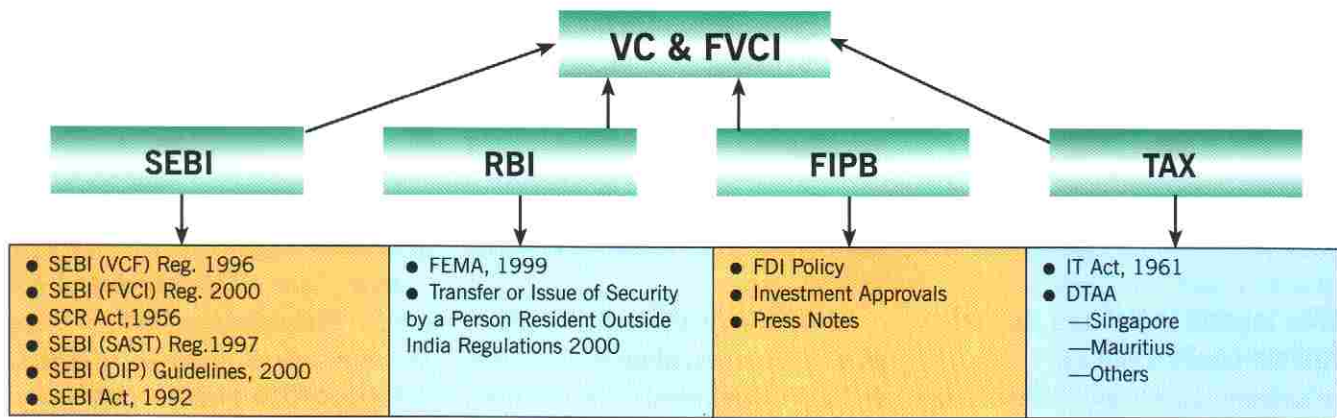 VC & FVCI
SEBI
RBI
FIPB
TAX
● SEBI (VCF) Reg. 1996
● SEBI (FVCI) Reg. 2000
● SCR Act,1956
● SEBI (SAST) Reg.1997
● SEBI (DIP) Guidelines, 2000
● SEBI Act, 1992
● FEMA, 1999
● Transfer or Issue of Security
by a Person Resident Outside
India Regulations 2000
● FDI Policy
● Investment Approvals
● Press Notes
● IT Act, 1961
● DTAA
—Singapore
—Mauritius
—Others